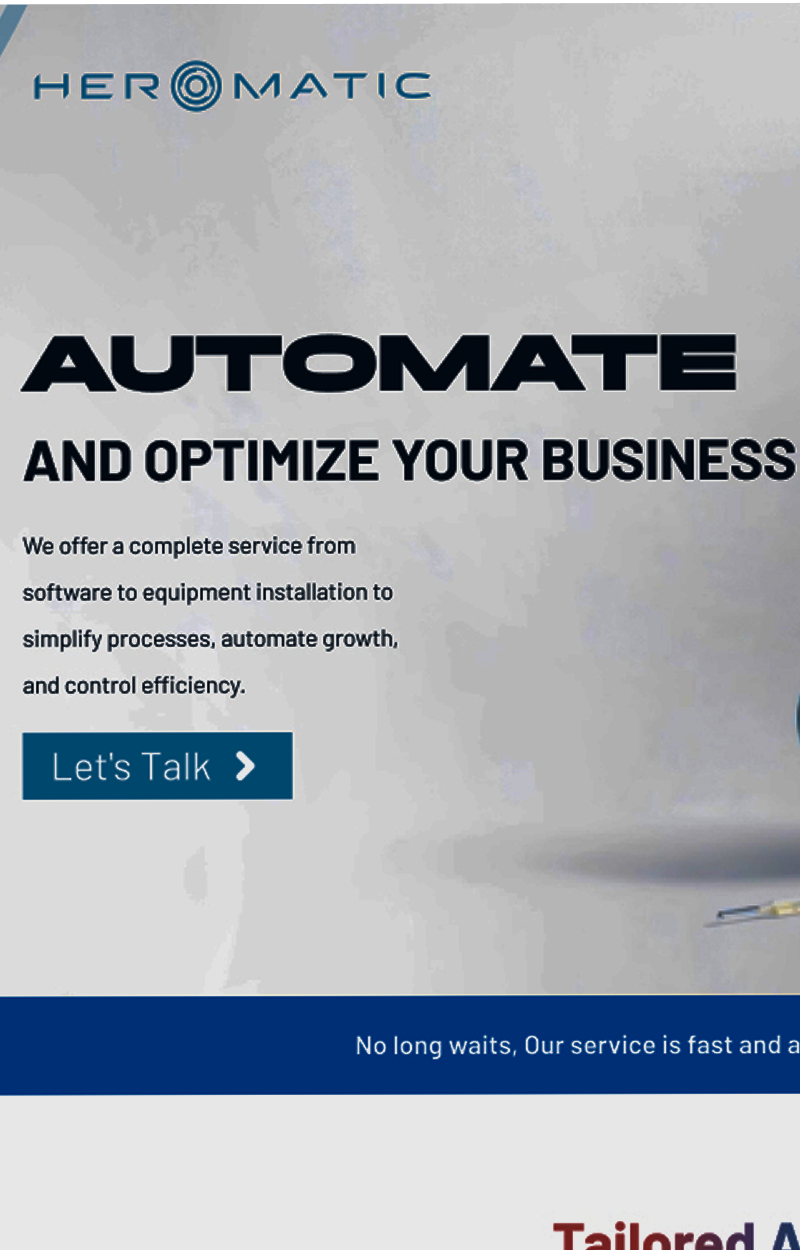 HEROMATIC
AUTOMATE
AND OPTIMIZE YOUR BUSINESS
We offer a complete service from
software to equipment installation to
simplify processes, automate growth,
and control efficiency.
Let's Talk
No long waits, Our service is fast and a
Tailored A